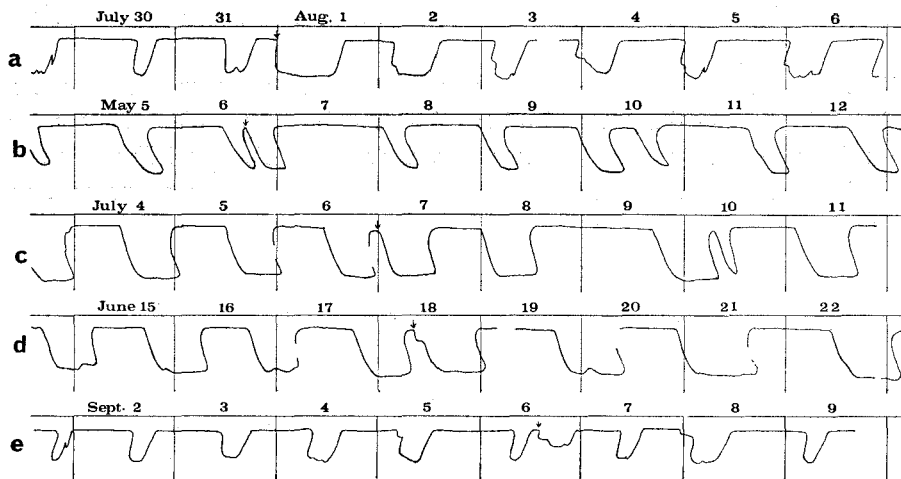 July 30 31 Aug. 1 2 3 4 5 6
a
May 5 6 7 8 9 10 11 12
b
July 4 5 6 7 8 9 10 11
c
June 15 16 17 18 19 20 21 22
d
Sept. 2 3 4 5 6 7 8 9
e